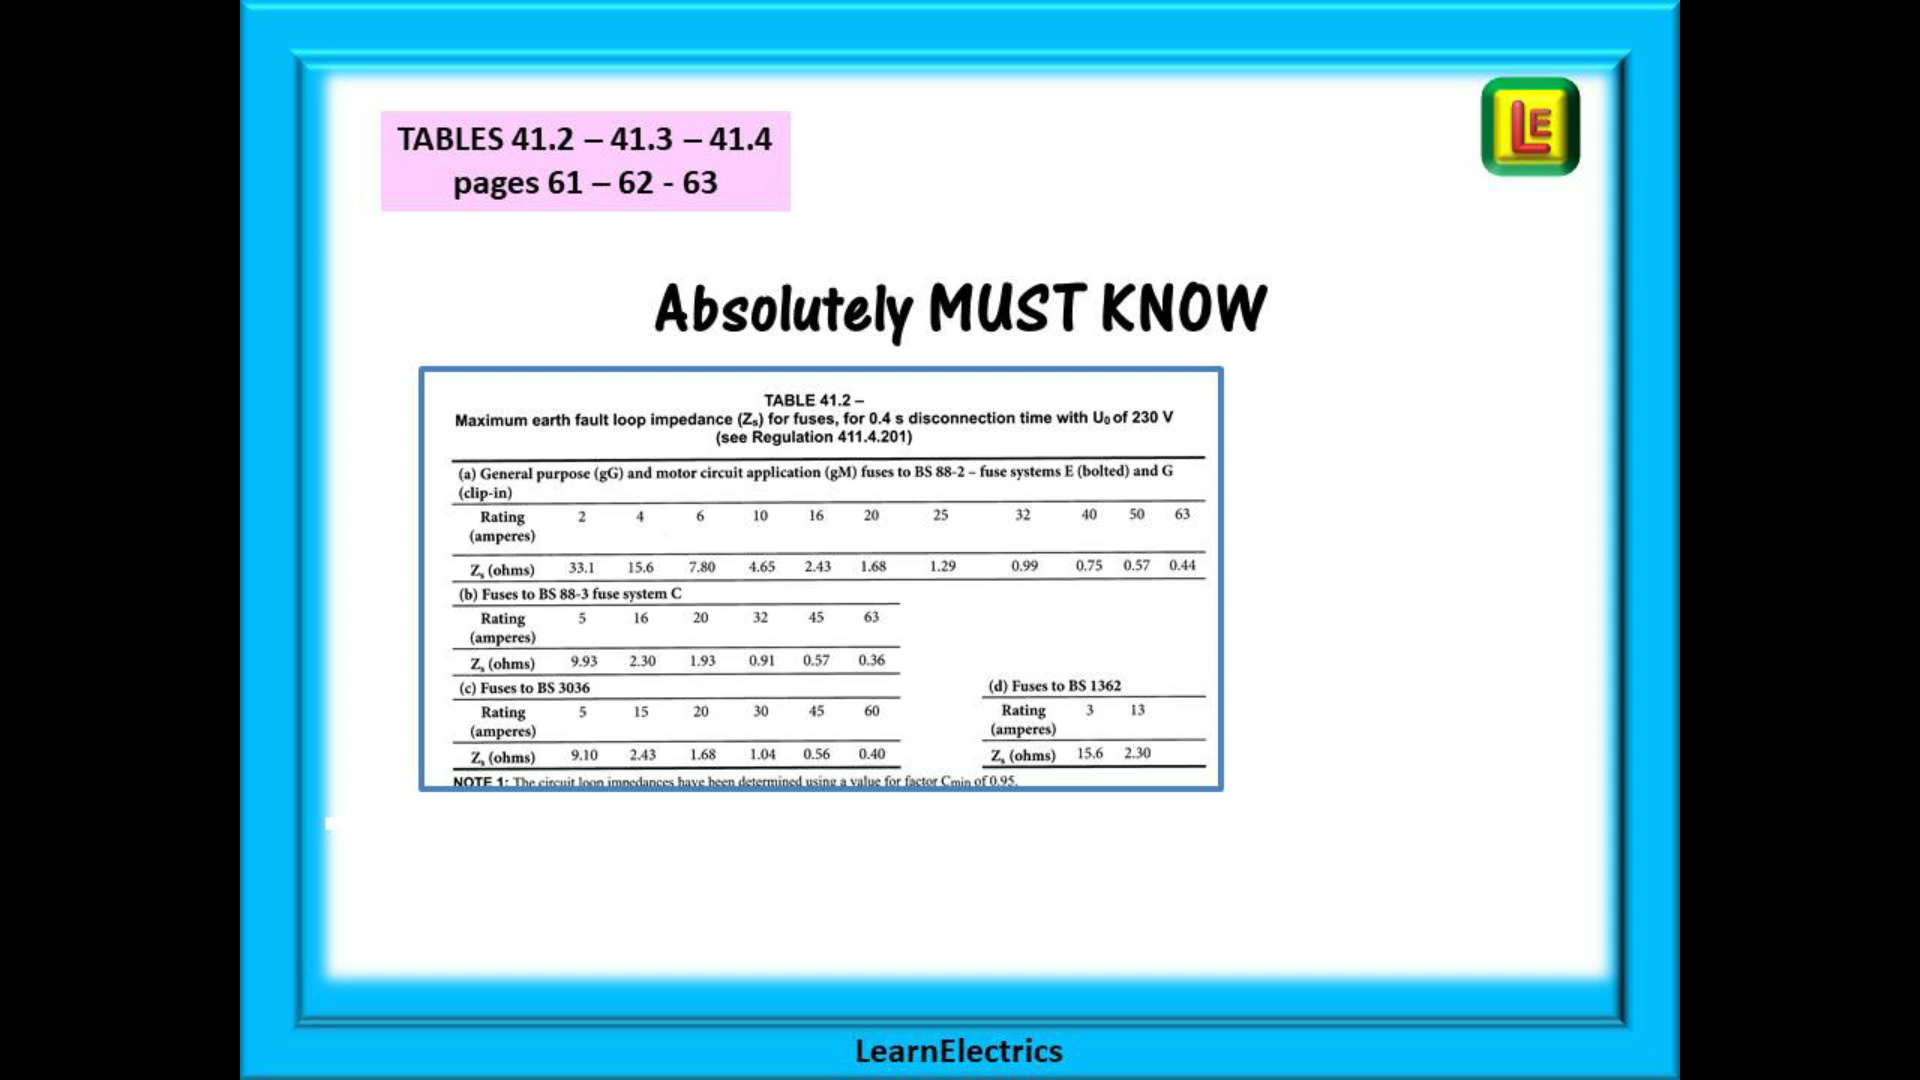 TABLES 41.2 – 41.3 – 41.4
pages 61 – 62 - 63
LE
Absolutely MUST KNOW
TABLE 41.2 –
Maximum earth fault loop impedance (Zs) for fuses, for 0.4 s disconnection time with U0 of 230 V
(see Regulation 411.4.201)
(a) General purpose (gG) and motor circuit application (gM) fuses to BS 88-2 – fuse systems E (bolted) and G
(clip-in)
Rating 2 4 6 10 16 20 25 32 40 50 63
(amperes)
Zs (ohms) 33.1 15.6 7.80 4.65 2.43 1.68 1.29 0.99 0.75 0.57 0.44
(b) Fuses to BS 88-3 fuse system C
Rating 5 16 20 32 45 63
(amperes)
Zs (ohms) 9.93 2.30 1.93 0.91 0.57 0.36
(c) Fuses to BS 3036
Rating 5 15 20 30 45 60
(amperes)
Zs (ohms) 9.10 2.43 1.68 1.04 0.56 0.40
(d) Fuses to BS 1362
Rating 3 13
(amperes)
Zs (ohms) 15.6 2.30
NOTE 1: The circuit loop impedances have been determined using a value for factor Cmin of 0.95.
LearnElectrics